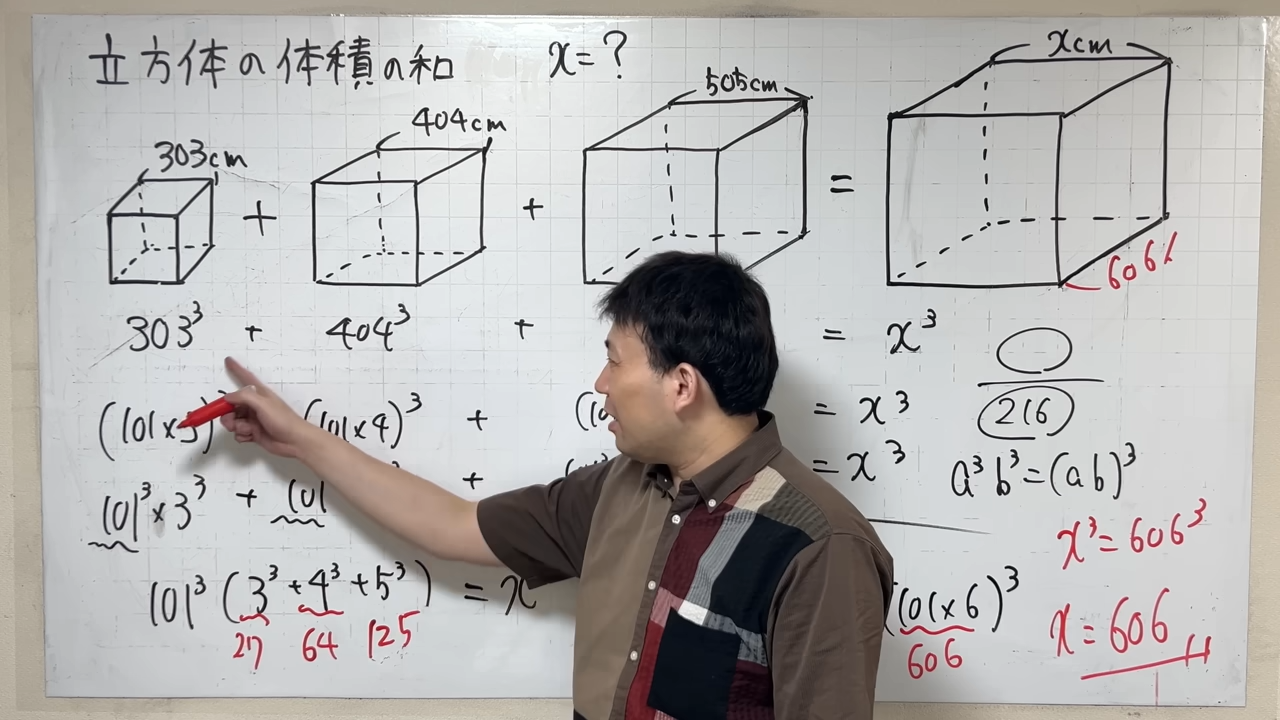 立方体の体積の和 x=?
303cm 404cm 505cm xcm
+ + =
606
303³ + 404³ + = x³
(101×3)³ (101×4)³ + = x³
216
101³×3³ + 101 + = x³
a³b³=(ab)³
x³=606³
101³(3³+4³+5³) = x (101×6)³
27 64 125 606
x=606